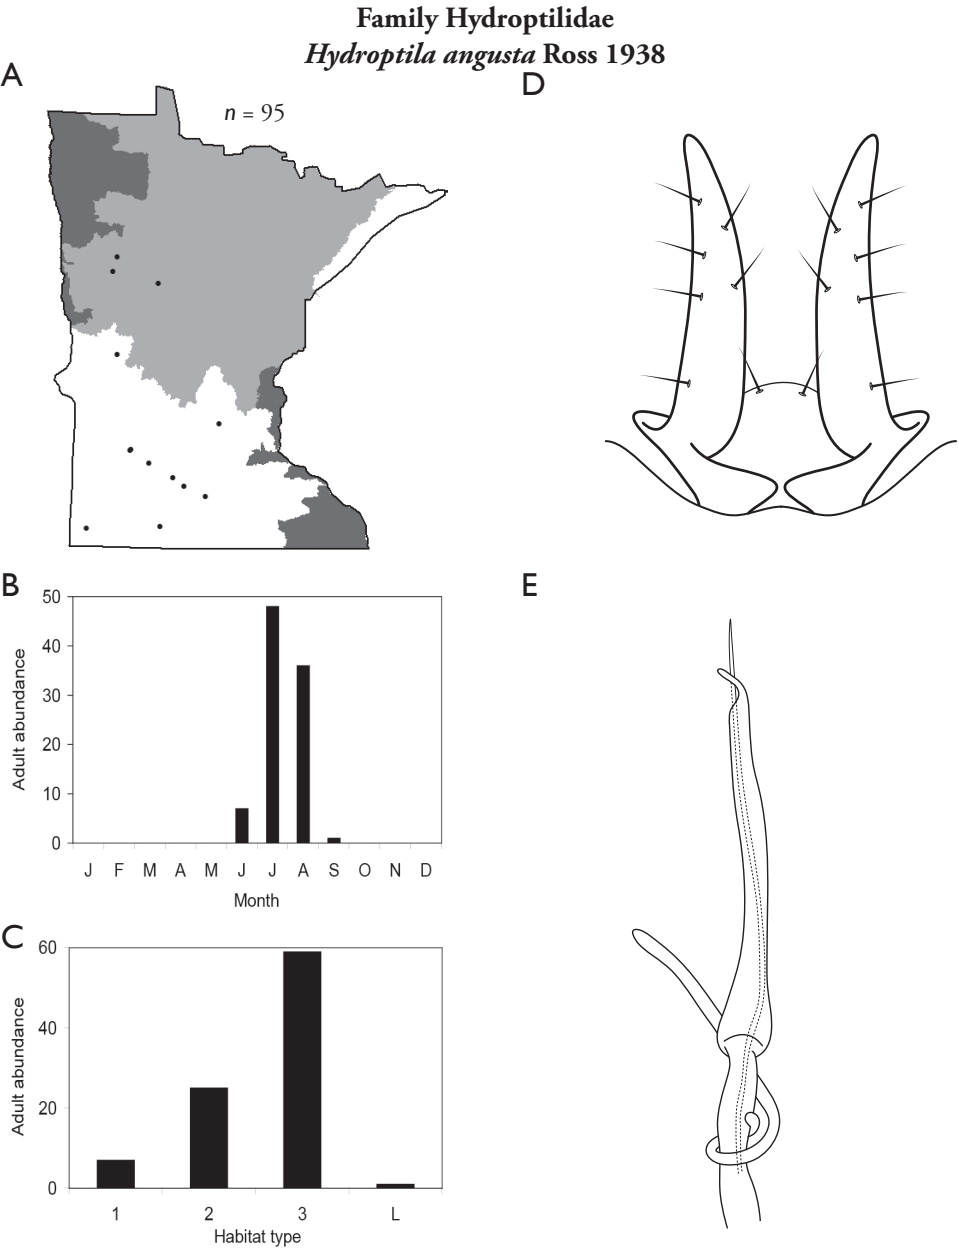 Family Hydroptilidae
Hydroptila angusta Ross 1938
A
n = 95
D
B
50
40
30
20
10
0
Adult abundance
J F M A M J J A S O N D
Month
C
60
40
20
0
Adult abundance
1 2 3 L
Habitat type
E